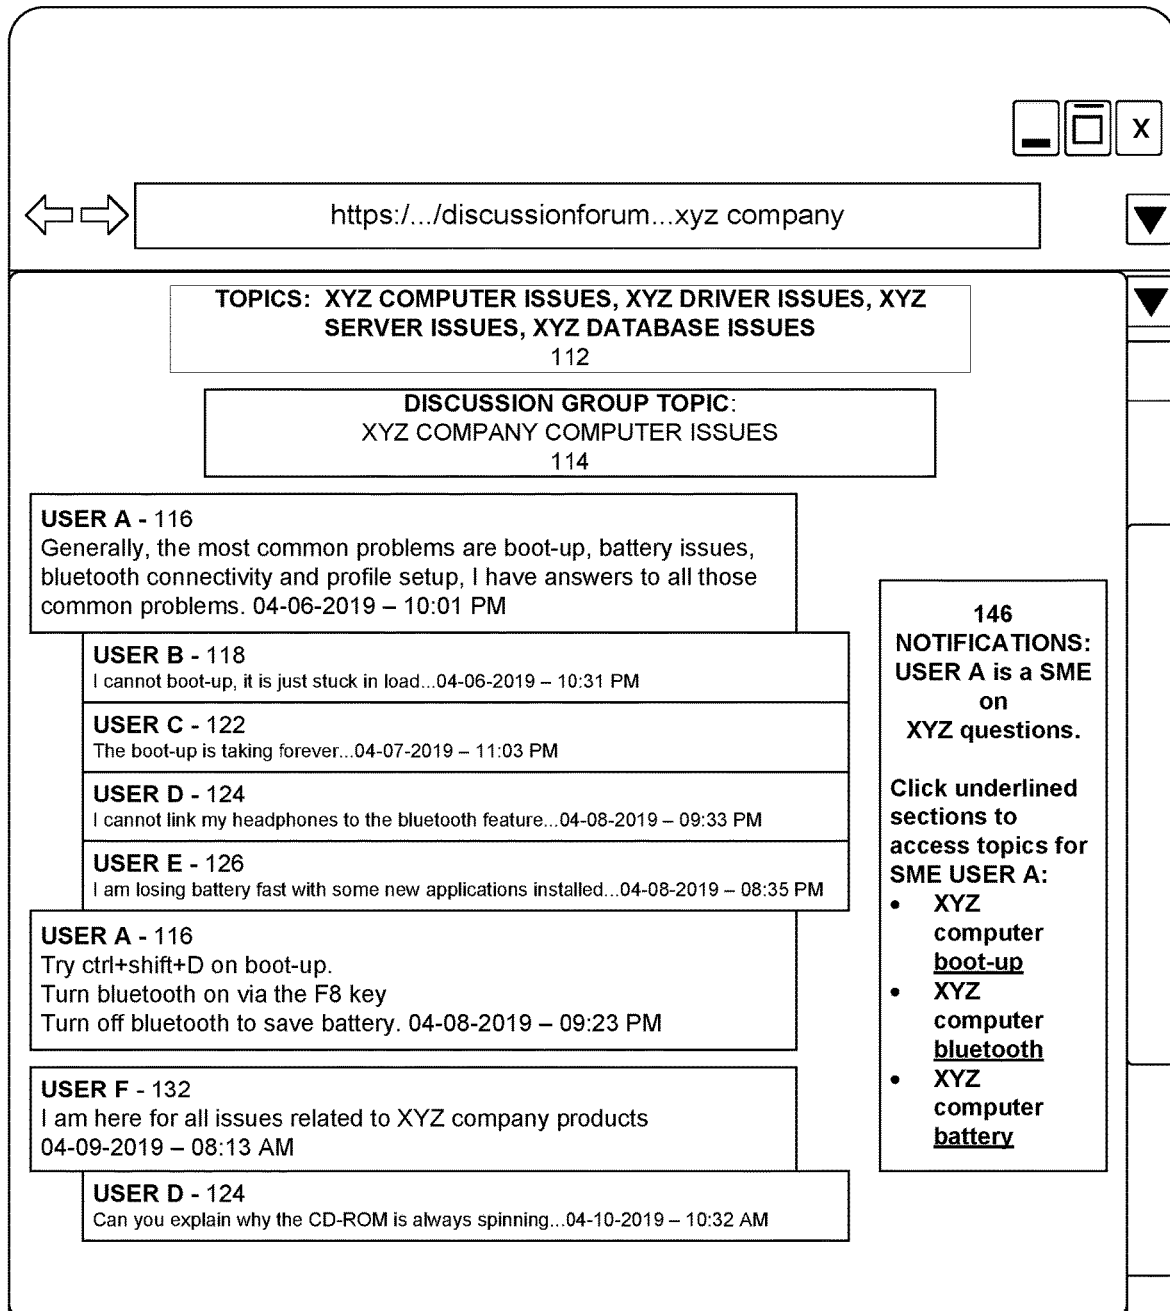 X
https:/.../discussionforum...xyz company
TOPICS: XYZ COMPUTER ISSUES, XYZ DRIVER ISSUES, XYZ
SERVER ISSUES, XYZ DATABASE ISSUES
112
DISCUSSION GROUP TOPIC:
XYZ COMPANY COMPUTER ISSUES
114
USER A - 116
Generally, the most common problems are boot-up, battery issues,
bluetooth connectivity and profile setup, I have answers to all those
common problems. 04-06-2019 – 10:01 PM
USER B - 118
I cannot boot-up, it is just stuck in load...04-06-2019 – 10:31 PM
USER C - 122
The boot-up is taking forever...04-07-2019 – 11:03 PM
USER D - 124
I cannot link my headphones to the bluetooth feature...04-08-2019 – 09:33 PM
USER E - 126
I am losing battery fast with some new applications installed...04-08-2019 – 08:35 PM
USER A - 116
Try ctrl+shift+D on boot-up.
Turn bluetooth on via the F8 key
Turn off bluetooth to save battery. 04-08-2019 – 09:23 PM
USER F - 132
I am here for all issues related to XYZ company products
04-09-2019 – 08:13 AM
USER D - 124
Can you explain why the CD-ROM is always spinning...04-10-2019 – 10:32 AM
146
NOTIFICATIONS:
USER A is a SME
on
XYZ questions.
Click underlined
sections to
access topics for
SME USER A:
• XYZ
computer
boot-up
• XYZ
computer
bluetooth
• XYZ
computer
battery